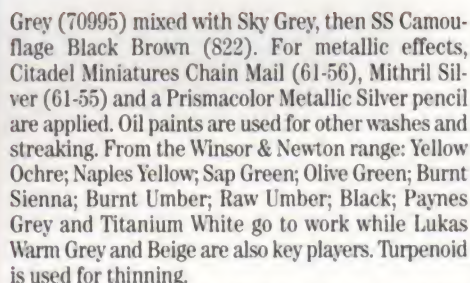 Grey (70995) mixed with Sky Grey, then SS Camou-
flage Black Brown (822). For metallic effects,
Citadel Miniatures Chain Mail (61-56), Mithril Sil-
ver (61-55) and a Prismacolor Metallic Silver pencil
are applied. Oil paints are used for other washes and
streaking. From the Winsor & Newton range: Yellow
Ochre; Naples Yellow; Sap Green; Olive Green; Burnt
Sienna; Burnt Umber; Raw Umber; Black; Paynes
Grey and Titanium White go to work while Lukas
Warm Grey and Beige are also key players. Turpenoid
is used for thinning.